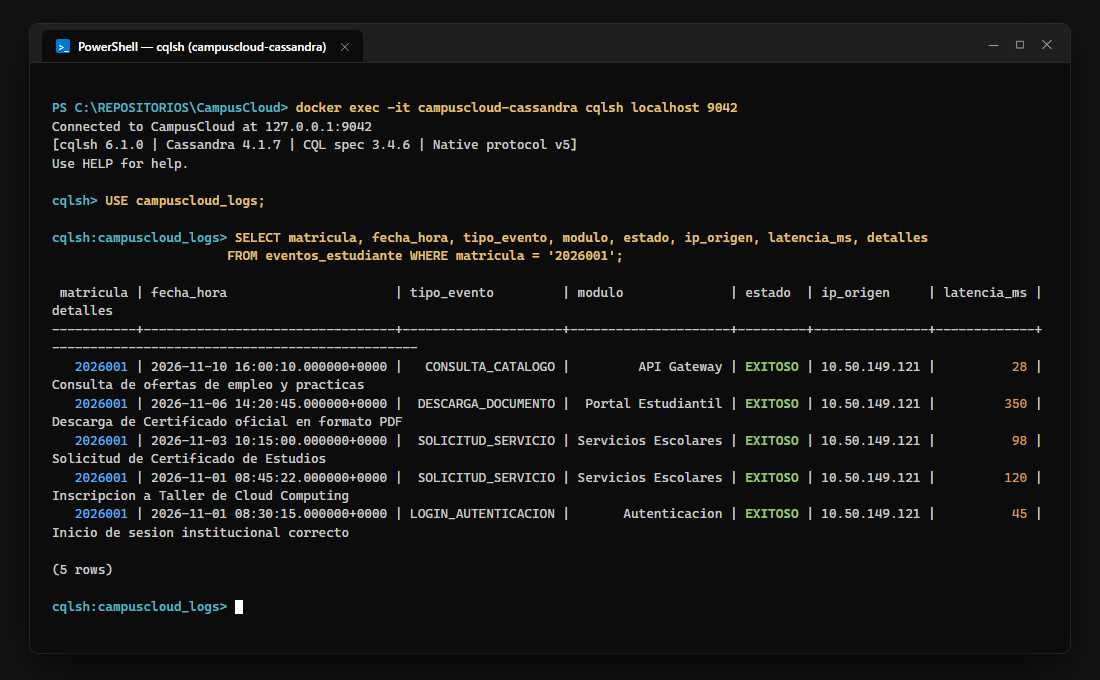 PowerShell — cqlsh (campuscloud-cassandra)
PS C:\REPOSITORIOS\CampusCloud> docker exec -it campuscloud-cassandra cqlsh localhost 9042
Connected to CampusCloud at 127.0.0.1:9042
[cqlsh 6.1.0 | Cassandra 4.1.7 | CQL spec 3.4.6 | Native protocol v5]
Use HELP for help.
cqlsh> USE campuscloud_logs;
cqlsh:campuscloud_logs> SELECT matricula, fecha_hora, tipo_evento, modulo, estado, ip_origen, latencia_ms, detalles
FROM eventos_estudiante WHERE matricula = '2026001';
matricula | fecha_hora | tipo_evento | modulo | estado | ip_origen | latencia_ms |
detalles
-----------+---------------------------------+---------------------+---------------------+---------+---------------+-------------+
------------------------------------------------
2026001 | 2026-11-10 16:00:10.000000+0000 | CONSULTA_CATALOGO | API Gateway | EXITOSO | 10.50.149.121 | 28 |
Consulta de ofertas de empleo y practicas
2026001 | 2026-11-06 14:20:45.000000+0000 | DESCARGA_DOCUMENTO | Portal Estudiantil | EXITOSO | 10.50.149.121 | 350 |
Descarga de Certificado oficial en formato PDF
2026001 | 2026-11-03 10:15:00.000000+0000 | SOLICITUD_SERVICIO | Servicios Escolares | EXITOSO | 10.50.149.121 | 98 |
Solicitud de Certificado de Estudios
2026001 | 2026-11-01 08:45:22.000000+0000 | SOLICITUD_SERVICIO | Servicios Escolares | EXITOSO | 10.50.149.121 | 120 |
Inscripcion a Taller de Cloud Computing
2026001 | 2026-11-01 08:30:15.000000+0000 | LOGIN_AUTENTICACION | Autenticacion | EXITOSO | 10.50.149.121 | 45 |
Inicio de sesion institucional correcto
(5 rows)
cqlsh:campuscloud_logs>